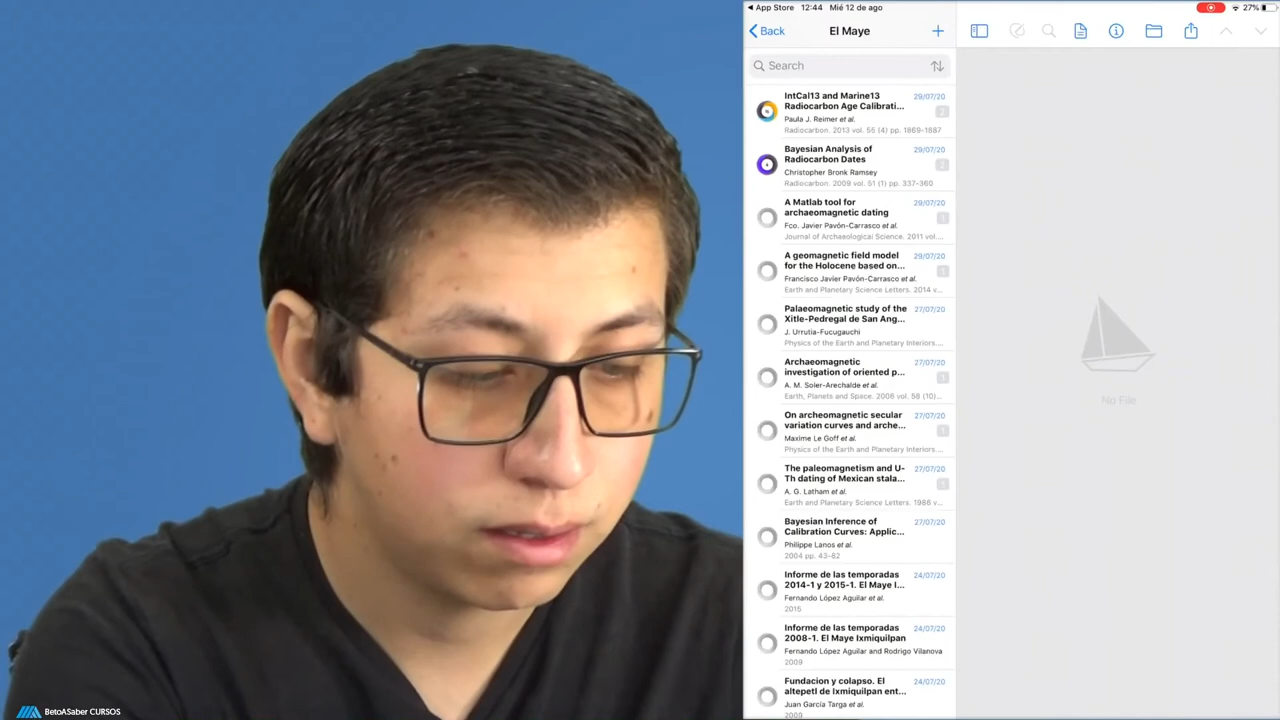 App Store 12:44 Mié 12 de ago 27%
Back El Maye
Search
IntCal13 and Marine13 29/07/20
Radiocarbon Age Calibrati... 2
Paula J. Reimer et al.
Radiocarbon. 2013 vol. 55 (4) pp. 1869-1887
Bayesian Analysis of 29/07/20
Radiocarbon Dates 2
Christopher Bronk Ramsey
Radiocarbon. 2009 vol. 51 (1) pp. 337-360
A Matlab tool for 29/07/20
archaeomagnetic dating 1
Fco. Javier Pavón-Carrasco et al.
Journal of Archaeological Science. 2011 vol....
A geomagnetic field model 29/07/20
for the Holocene based on... 1
Francisco Javier Pavón-Carrasco et al.
Earth and Planetary Science Letters. 2014 v...
Palaeomagnetic study of the 27/07/20
Xitle-Pedregal de San Ang...
J. Urrutia-Fucugauchi
Physics of the Earth and Planetary Interiors....
Archaeomagnetic 27/07/20
investigation of oriented p... 1
A. M. Soler-Arechalde et al.
Earth, Planets and Space. 2006 vol. 58 (10)...
On archeomagnetic secular 27/07/20
variation curves and arche... 1
Maxime Le Goff et al.
Physics of the Earth and Planetary Interiors....
The paleomagnetism and U- 27/07/20
Th dating of Mexican stala... 1
A. G. Latham et al.
Earth and Planetary Science Letters. 1986 v...
Bayesian Inference of 27/07/20
Calibration Curves: Applic...
Philippe Lanos et al.
2004 pp. 43-82
Informe de las temporadas 24/07/20
2014-1 y 2015-1. El Maye I...
Fernando López Aguilar et al.
2015
Informe de las temporadas 24/07/20
2008-1. El Maye Ixmiquilpan
Fernando López Aguilar and Rodrigo Vilanova
2009
Fundacion y colapso. El 24/07/20
altepetl de Ixmiquilpan ent...
Juan García Targa et al.
2009
No File
BetoASber CURSOS